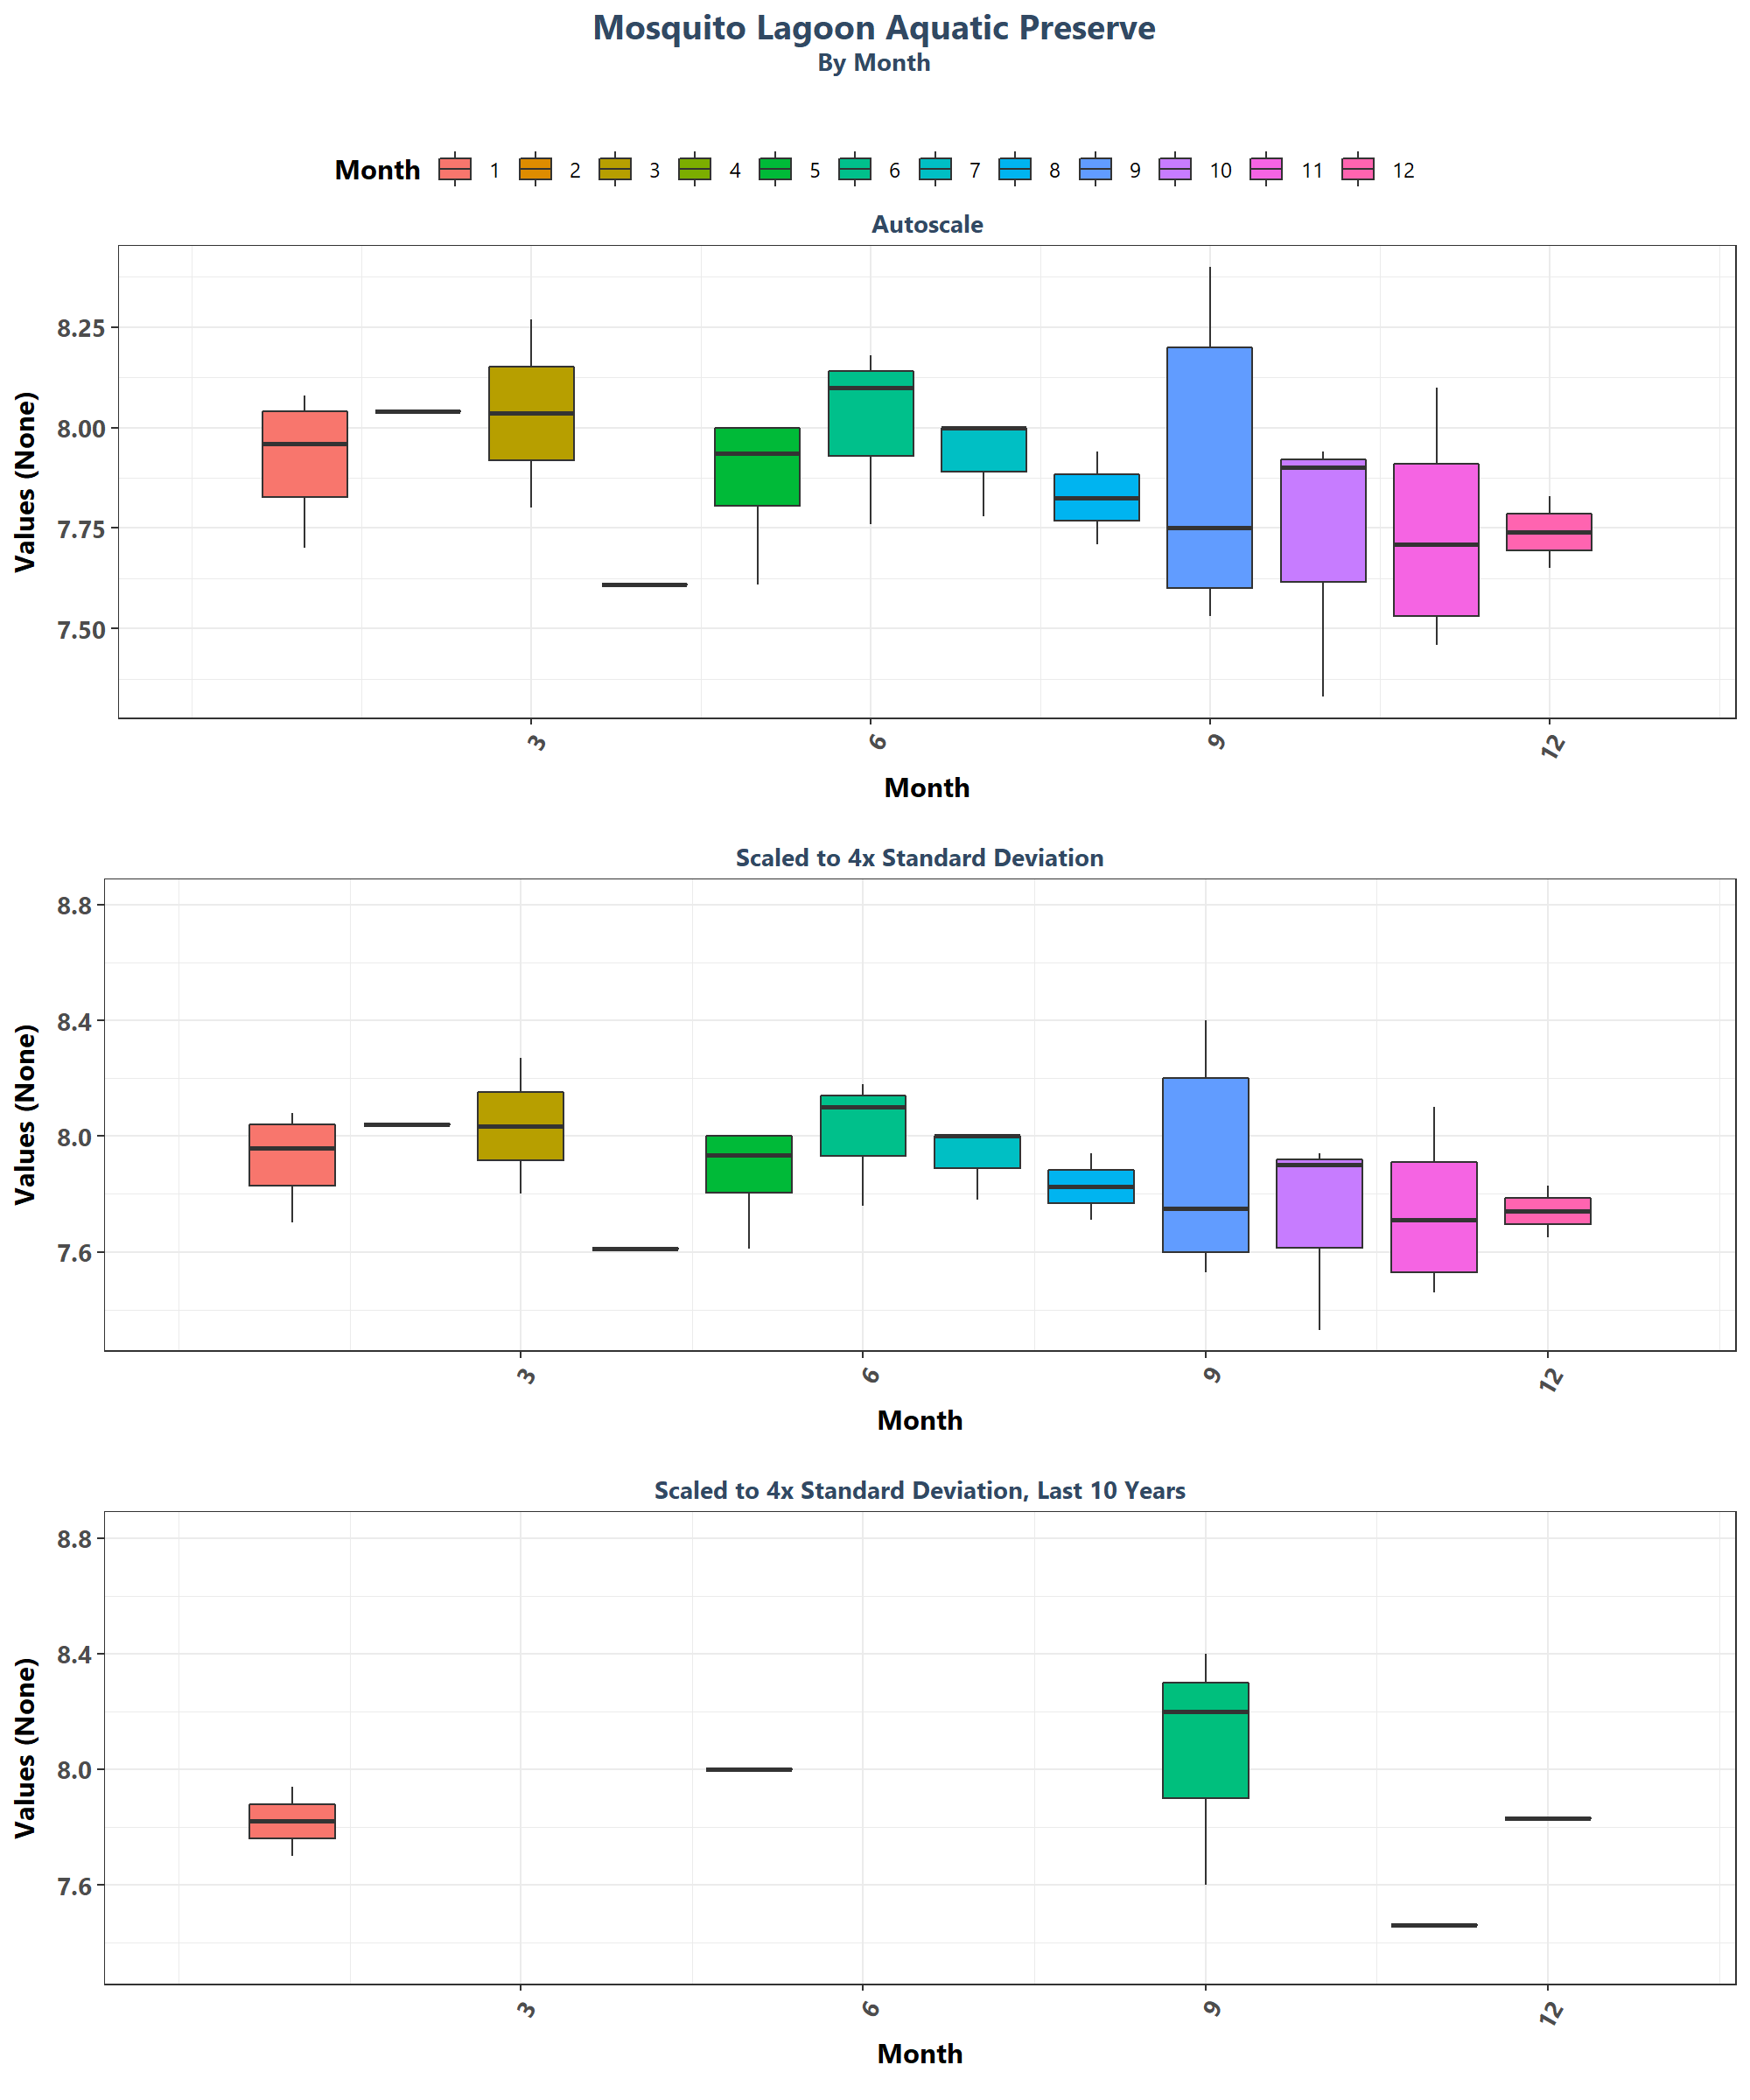 Mosquito Lagoon Aquatic Preserve
By Month
Month 1 2 3 4 5 6 7 8 9 10 11 12
Autoscale
Values (None)
8.25
8.00
7.75
7.50
3 6 9 12
Month
Scaled to 4x Standard Deviation
Values (None)
8.8
8.4
8.0
7.6
3 6 9 12
Month
Scaled to 4x Standard Deviation, Last 10 Years
Values (None)
8.8
8.4
8.0
7.6
3 6 9 12
Month